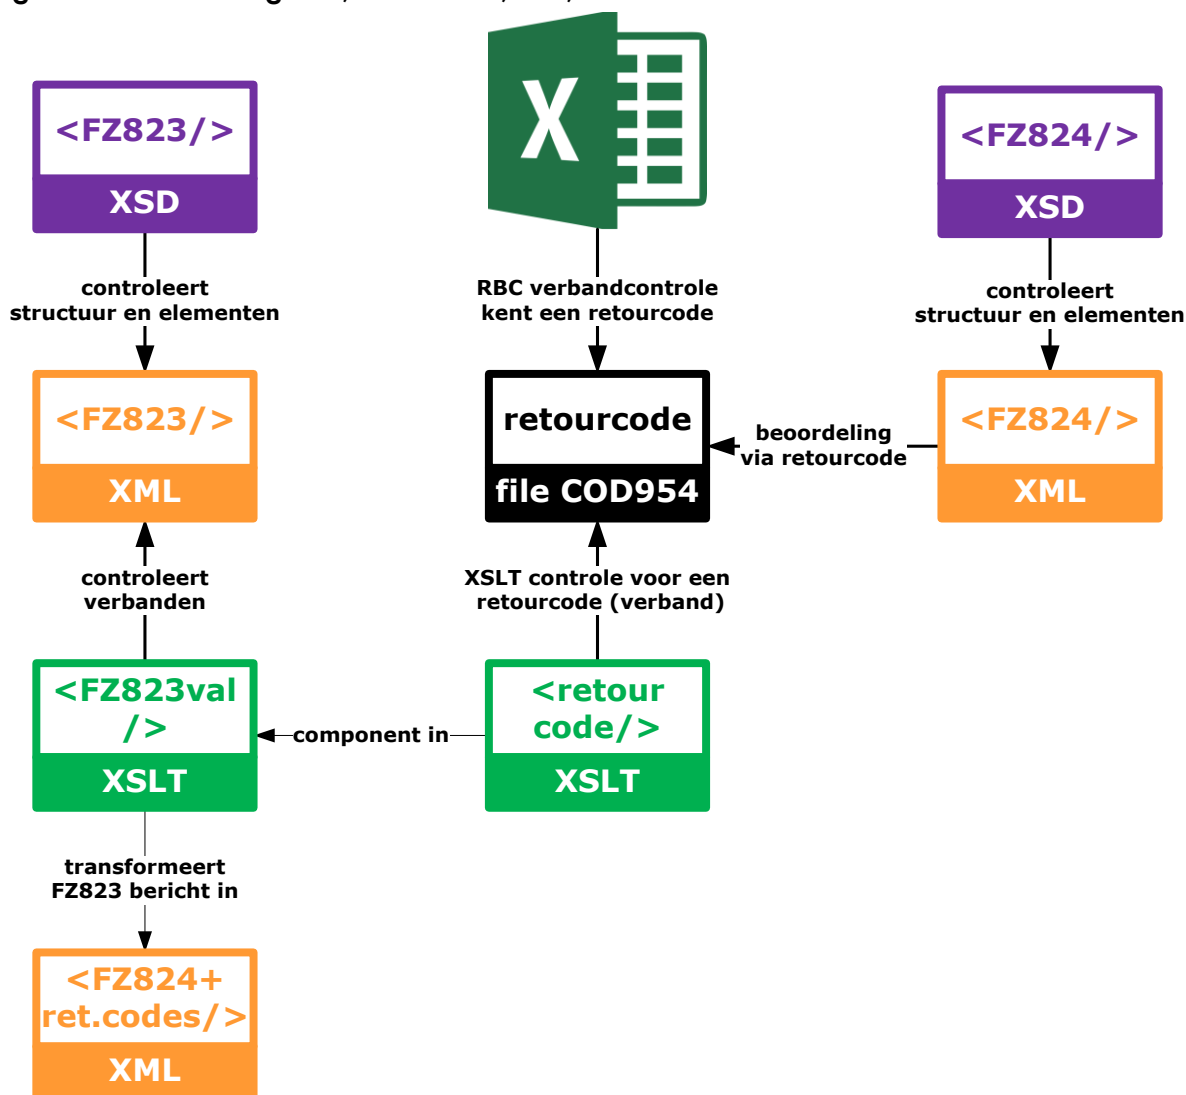 <FZ823/>
XSD
controleert
structuur en elementen
<FZ823/>
XML
controleert
verbanden
<FZ823val
/>
XSLT
transformeert
FZ823 bericht in
<FZ824+
ret.codes/>
XML
X
RBC verbandcontrole
kent een retourcode
retourcode
file COD954
XSLT controle voor een
retourcode (verband)
<retour
code/>
XSLT
component in
<FZ824/>
XSD
controleert
structuur en elementen
<FZ824/>
XML
beoordeling
via retourcode